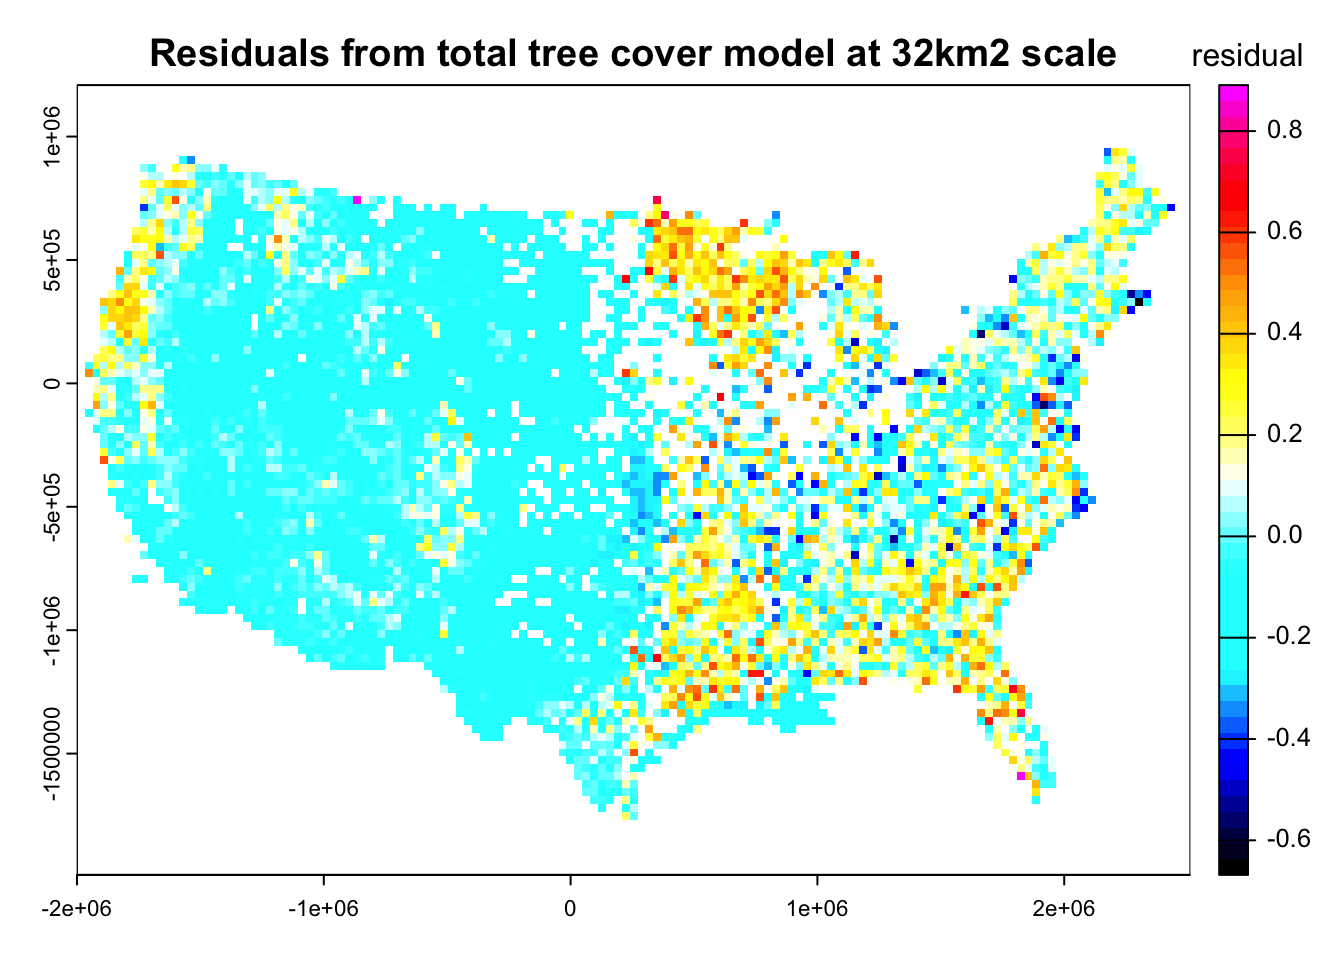 Residuals from total tree cover model at 32km2 scale
residual
1e+06
5e+05
0
-5e+05
-1e+06
-1500000
-2e+06
-1e+06
0
1e+06
2e+06
0.8
0.6
0.4
0.2
0.0
-0.2
-0.4
-0.6